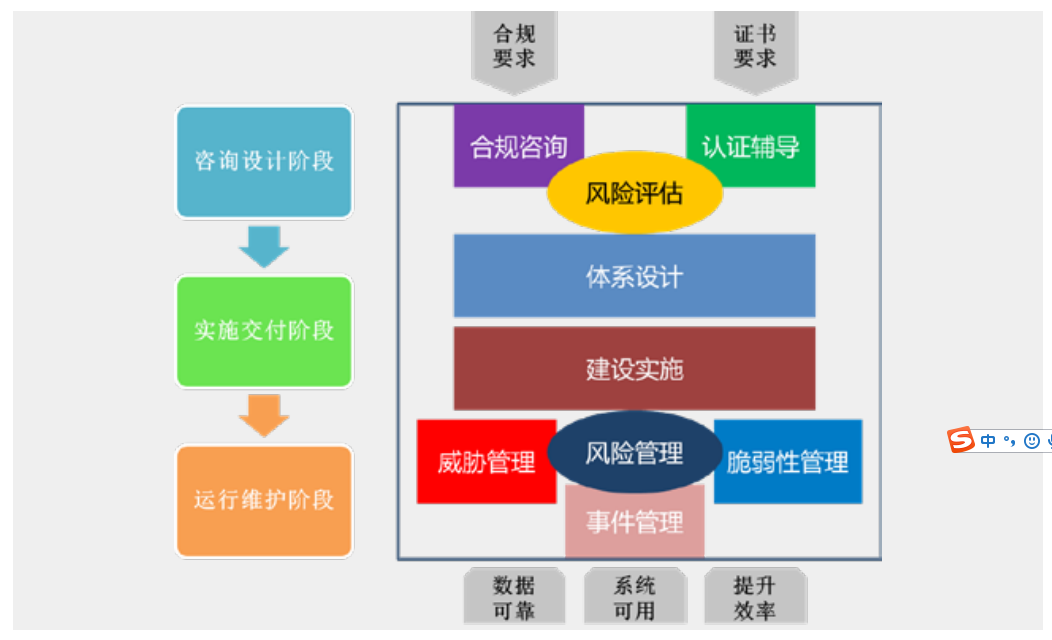 合规
要求
证书
要求
咨询设计阶段
合规咨询
认证辅导
风险评估
体系设计
实施交付阶段
建设实施
风险管理
威胁管理
脆弱性管理
运行维护阶段
事件管理
数据
可靠
系统
可用
提升
效率
中